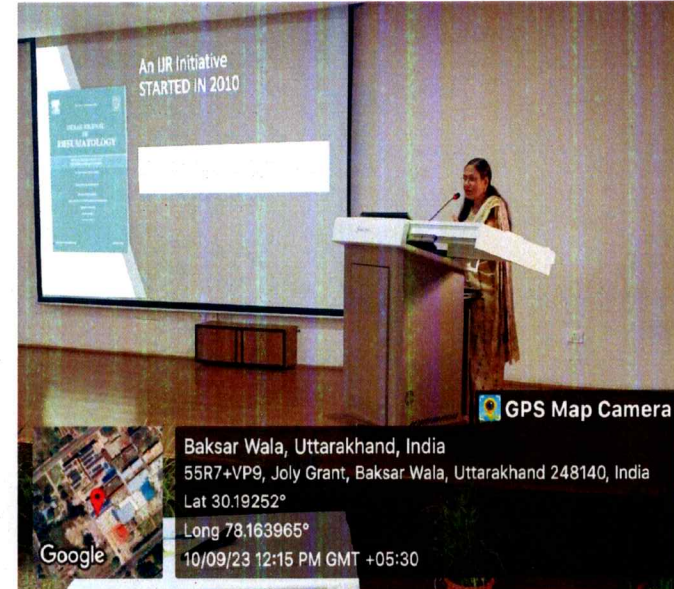 An IJR Initiative
STARTED IN 2010
INDIAN JOURNAL
OF
RHEUMATOLOGY
GPS Map Camera
Baksar Wala, Uttarakhand, India
55R7+VP9, Joly Grant, Baksar Wala, Uttarakhand 248140, India
Lat 30.19252°
Long 78.163965°
10/09/23 12:15 PM GMT +05:30
Google